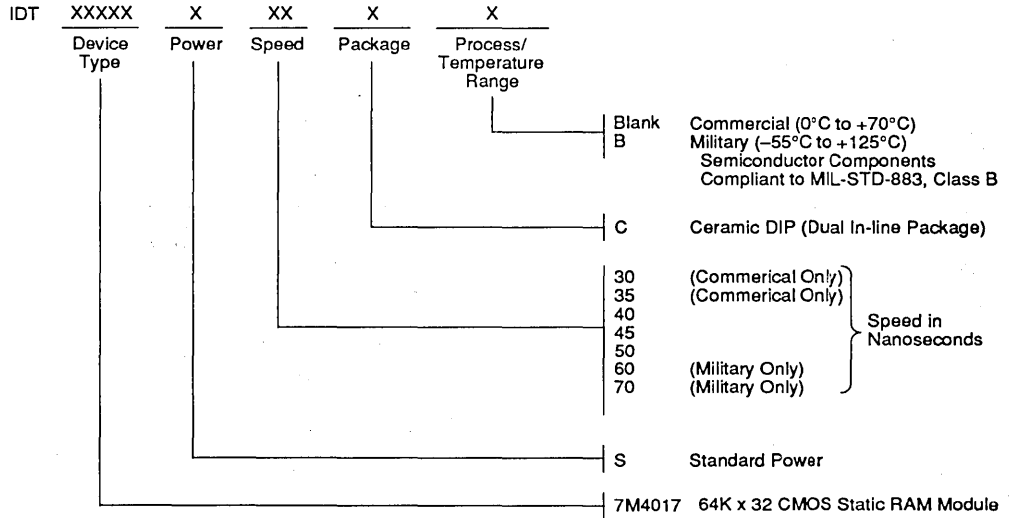 IDT XXXXX X XX X X
Device Type Power Speed Package Process/ Temperature Range
Blank Commercial (0°C to +70°C)
B Military (–55°C to +125°C)
Semiconductor Components
Compliant to MIL-STD-883, Class B
C Ceramic DIP (Dual In-line Package)
30 (Commerical Only)
35 (Commerical Only)
40
45
50
60 (Military Only)
70 (Military Only)
Speed in
Nanoseconds
S Standard Power
7M4017 64K x 32 CMOS Static RAM Module